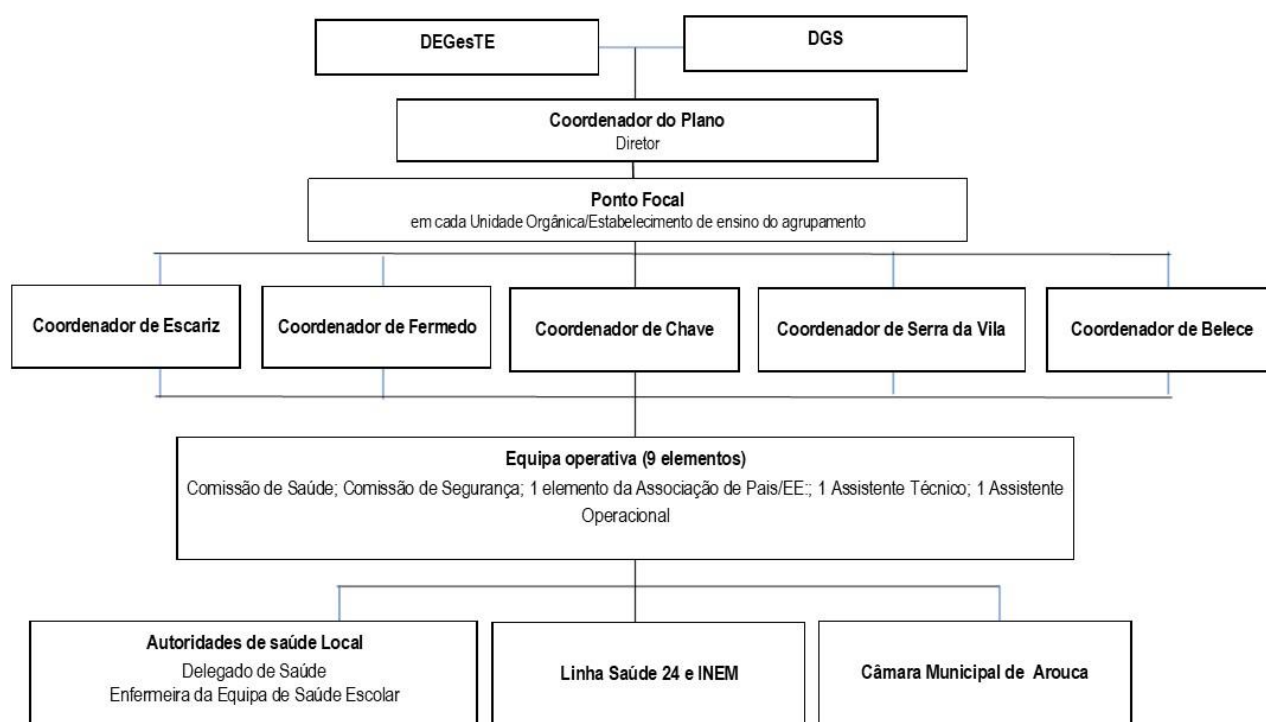 DEGesTE
DGS
Coordenador do Plano
Diretor
Ponto Focal
em cada Unidade Orgânica/Estabelecimento de ensino do agrupamento
Coordenador de Escariz
Coordenador de Fermedo
Coordenador de Chave
Coordenador de Serra da Vila
Coordenador de Belece
Equipa operativa (9 elementos)
Comissão de Saúde; Comissão de Segurança; 1 elemento da Associação de Pais/EE:; 1 Assistente Técnico; 1 Assistente
Operacional
Autoridades de saúde Local
Delegado de Saúde
Enfermeira da Equipa de Saúde Escolar
Linha Saúde 24 e INEM
Câmara Municipal de Arouca